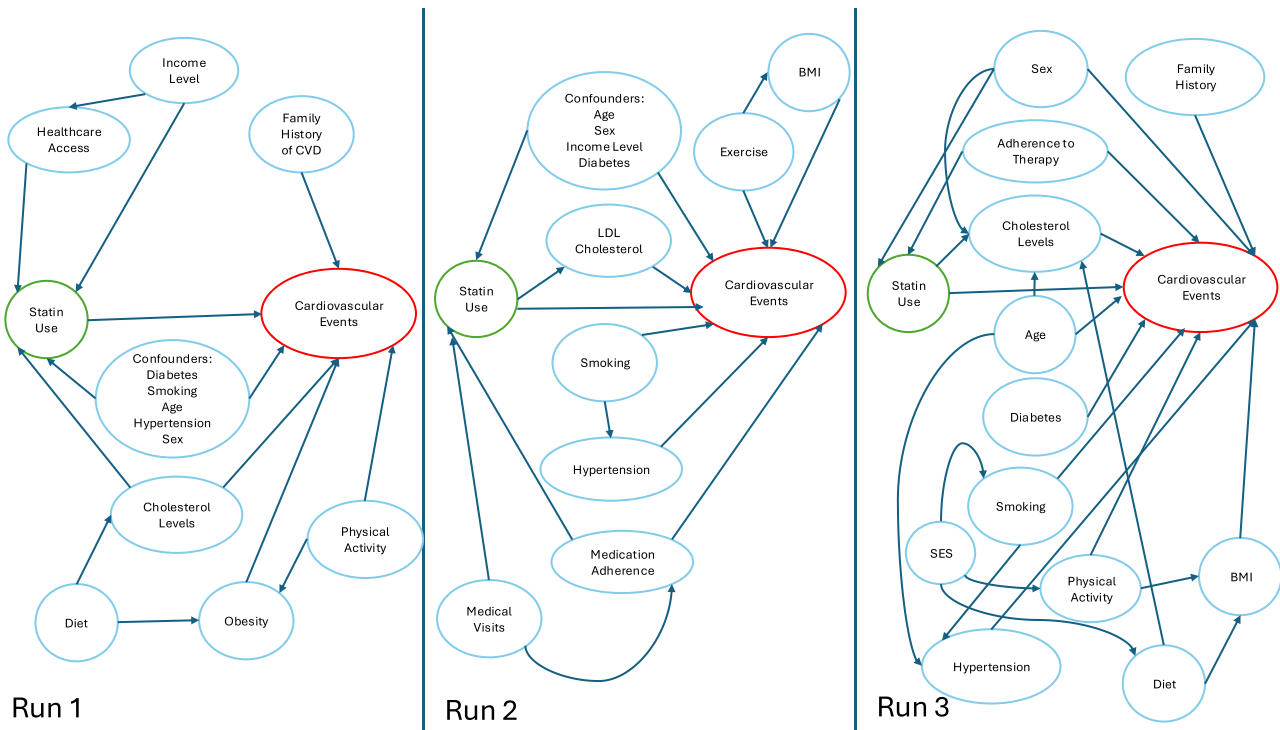 Income
Level
Healthcare
Access
Family
History
of CVD
Statin
Use
Cardiovascular
Events
Confounders:
Diabetes
Smoking
Age
Hypertension
Sex
Cholesterol
Levels
Physical
Activity
Diet
Obesity
Run 1
BMI
Confounders:
Age
Sex
Income Level
Diabetes
Exercise
LDL
Cholesterol
Statin
Use
Cardiovascular
Events
Smoking
Hypertension
Medication
Adherence
Medical
Visits
Run 2
Sex
Family
History
Adherence to
Therapy
Cholesterol
Levels
Statin
Use
Cardiovascular
Events
Age
Diabetes
Smoking
SES
Physical
Activity
BMI
Hypertension
Diet
Run 3